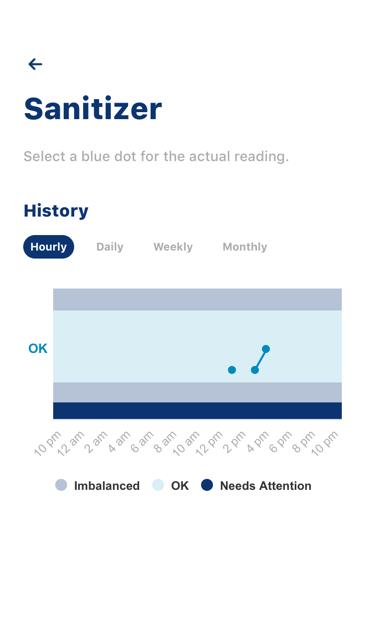 Sanitizer
Select a blue dot for the actual reading.
History
Hourly Daily Weekly Monthly
OK
10 pm 12 am 2 am 4 am 6 am 8 am 10 am 12 pm 2 pm 4 pm 6 pm 8 pm 10 pm
Imbalanced OK Needs Attention